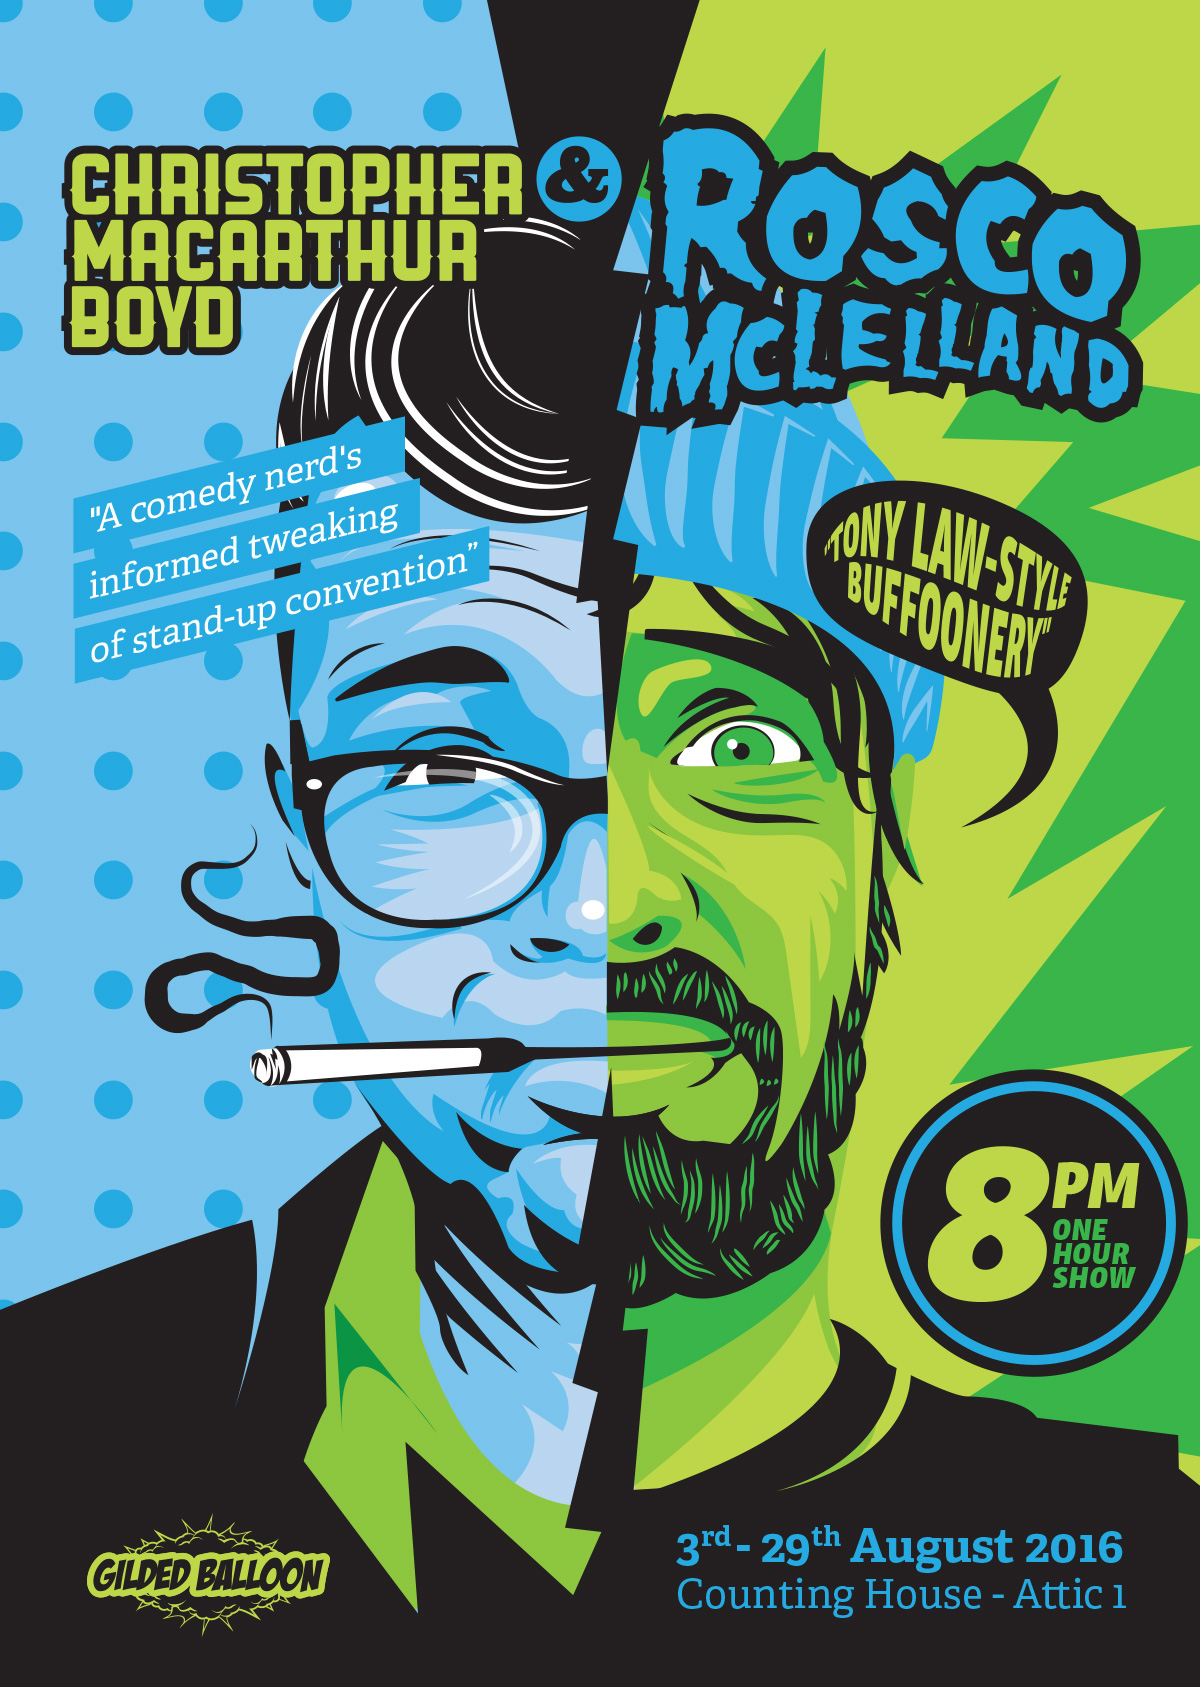 CHRISTOPHER
MACARTHUR
BOYD
&
ROSCO
MCLELLAND
"A comedy nerd's
informed tweaking
of stand-up convention"
"TONY LAW-STYLE
BUFFOONERY"
8PM
ONE
HOUR
SHOW
GILDED BALLOON
3rd - 29th August 2016
Counting House - Attic 1